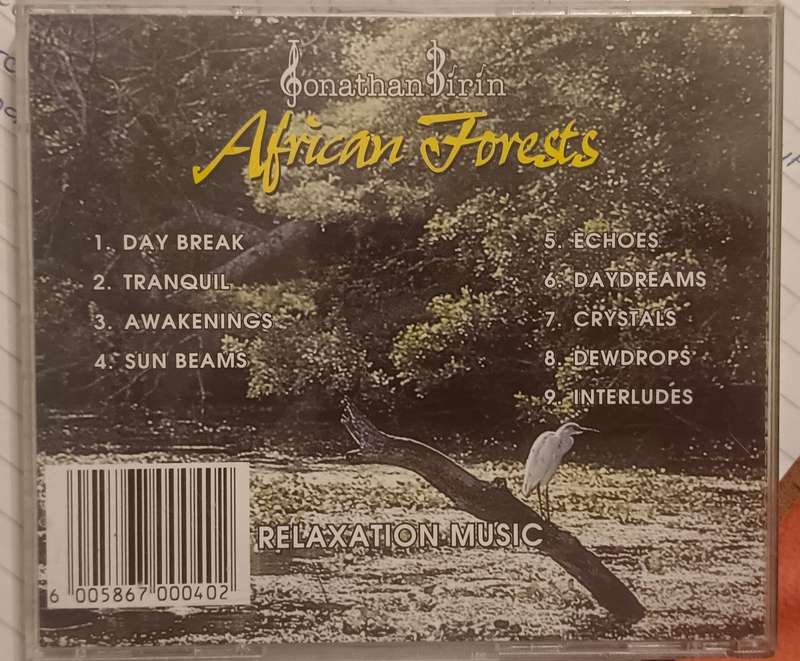 Jonathan Birin
African Forests
1. DAY BREAK
2. TRANQUIL
3. AWAKENINGS
4. SUN BEAMS
5. ECHOES
6. DAYDREAMS
7. CRYSTALS
8. DEWDROPS
9. INTERLUDES
RELAXATION MUSIC
6 005867 000402